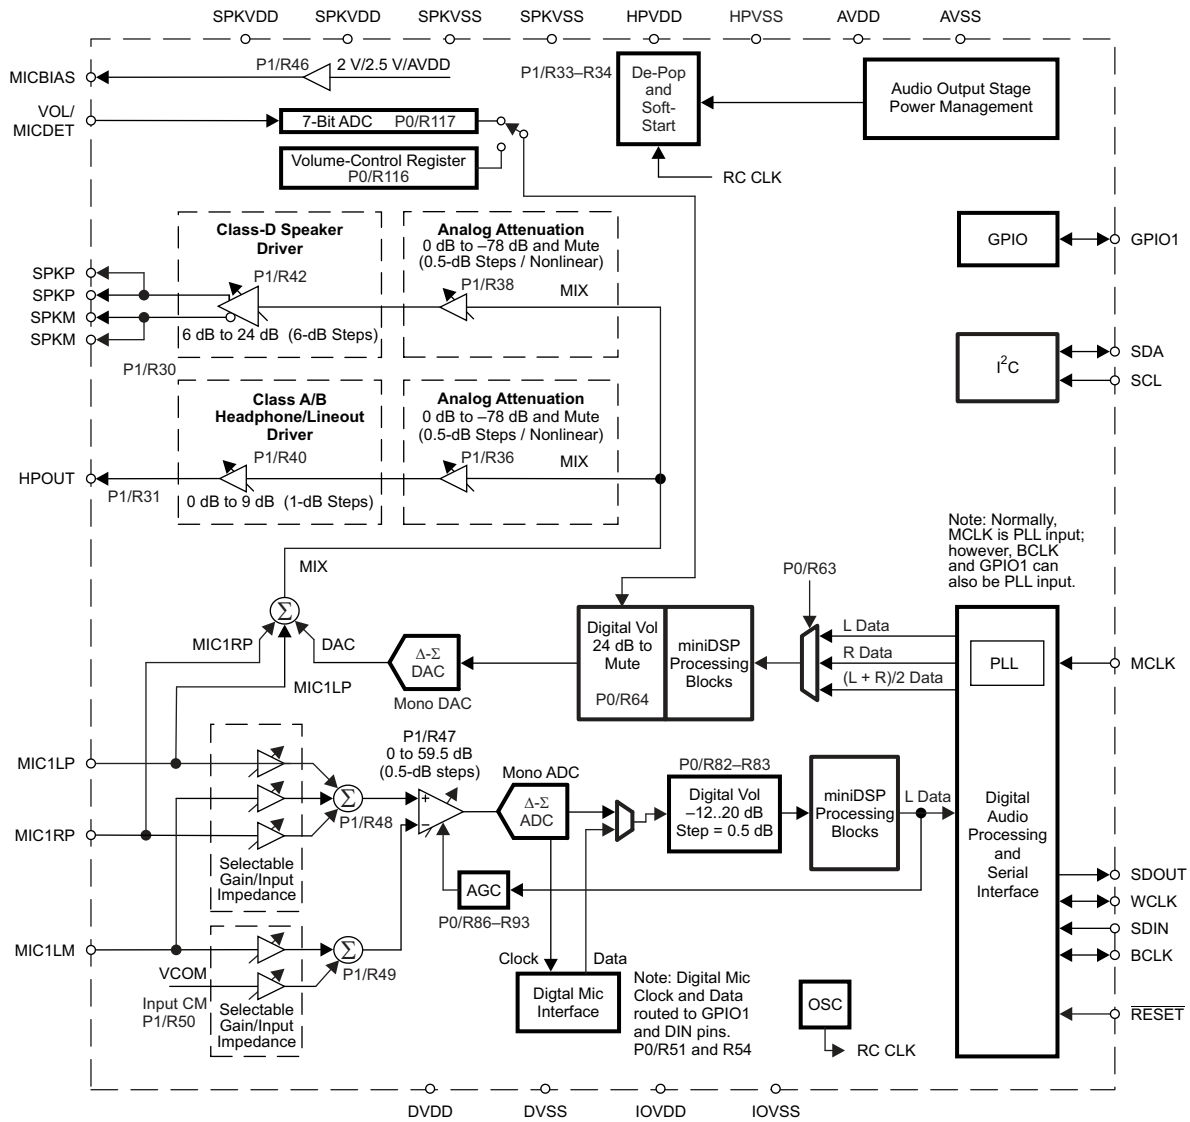 SPKVDD SPKVDD SPKVSS SPKVSS HPVDD HPVSS AVDD AVSS
MICBIAS
P1/R46
2 V/2.5 V/AVDD
VOL/
MICDET
7-Bit ADC P0/R117
Volume-Control Register
P0/R116
P1/R33–R34
De-Pop
and
Soft-
Start
Audio Output Stage
Power Management
RC CLK
GPIO
GPIO1
Class-D Speaker
Driver
P1/R42
6 dB to 24 dB (6-dB Steps)
Analog Attenuation
0 dB to –78 dB and Mute
(0.5-dB Steps / Nonlinear)
P1/R38
MIX
SPKP
SPKP
SPKM
SPKM
P1/R30
I2C
SDA
SCL
Class A/B
Headphone/Lineout
Driver
P1/R40
0 dB to 9 dB (1-dB Steps)
Analog Attenuation
0 dB to –78 dB and Mute
(0.5-dB Steps / Nonlinear)
P1/R36
MIX
HPOUT
P1/R31
Note: Normally,
MCLK is PLL input;
however, BCLK
and GPIO1 can
also be PLL input.
MIX
Σ
MIC1RP
DAC
MIC1LP
Δ-Σ
DAC
Mono DAC
Digital Vol
24 dB to
Mute
P0/R64
miniDSP
Processing
Blocks
P0/R63
L Data
R Data
(L + R)/2 Data
PLL
MCLK
MIC1LP
MIC1RP
Selectable
Gain/Input
Impedance
Σ
P1/R48
P1/R47
0 to 59.5 dB
(0.5-dB steps)
+
−
Mono ADC
Δ-Σ
ADC
P0/R82–R83
Digital Vol
–12..20 dB
Step = 0.5 dB
miniDSP
Processing
Blocks
L Data
Digital
Audio
Processing
and
Serial
Interface
AGC
P0/R86–R93
SDOUT
WCLK
SDIN
BCLK
RESET
MIC1LM
VCOM
Input CM
P1/R50
Selectable
Gain/Input
Impedance
Σ
P1/R49
Clock
Data
Digtal Mic
Interface
Note: Digital Mic
Clock and Data
routed to GPIO1
and DIN pins.
P0/R51 and R54
OSC
RC CLK
DVDD DVSS IOVDD IOVSS